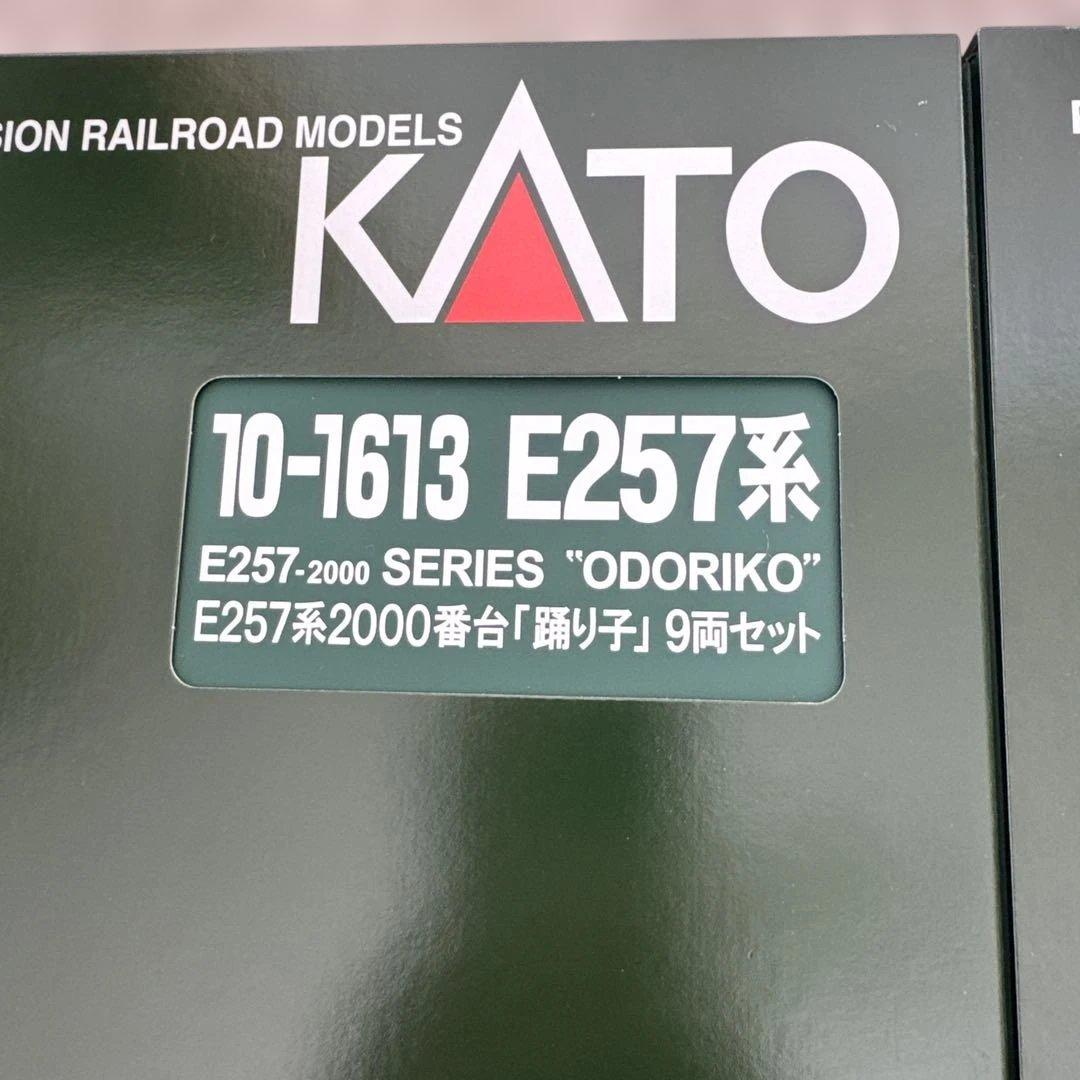 RAILROAD MODELS
KATO
10-1613 E257系
E257-2000 SERIES "ODORIKO"
E257系2000番台「踊り子」 9両セット